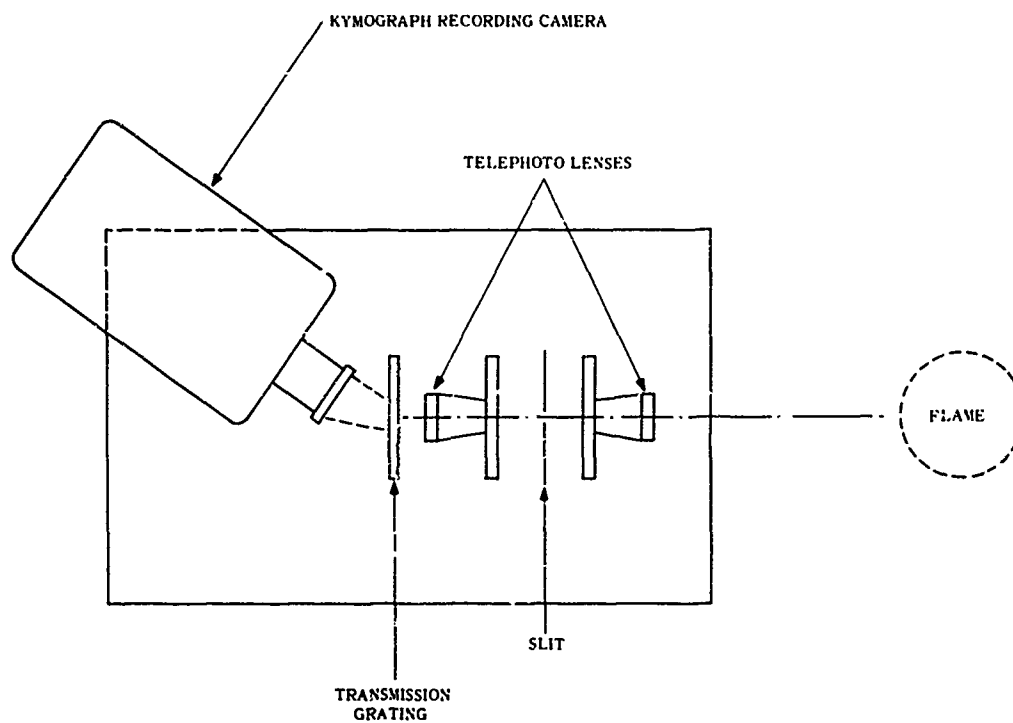 KYMOGRAPH RECORDING CAMERA
TELEPHOTO LENSES
FLAME
SLIT
TRANSMISSION
GRATING